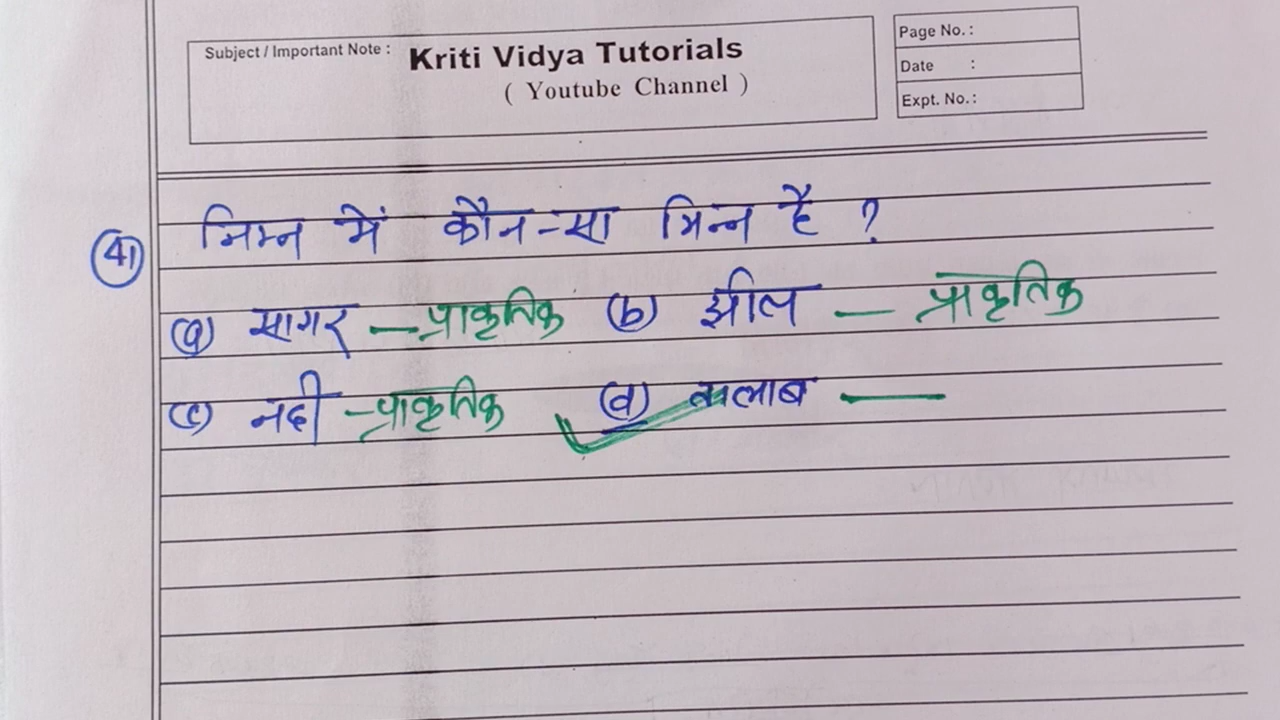 Subject / Important Note : Kriti Vidya Tutorials
( Youtube Channel )
Page No. :
Date :
Expt. No. :
41 निम्न में कौन-सा भिन्न है ?
(a) सागर — प्राकृतिक (b) झील — प्राकृतिक
(c) नदी - प्राकृतिक (d) तालाब —